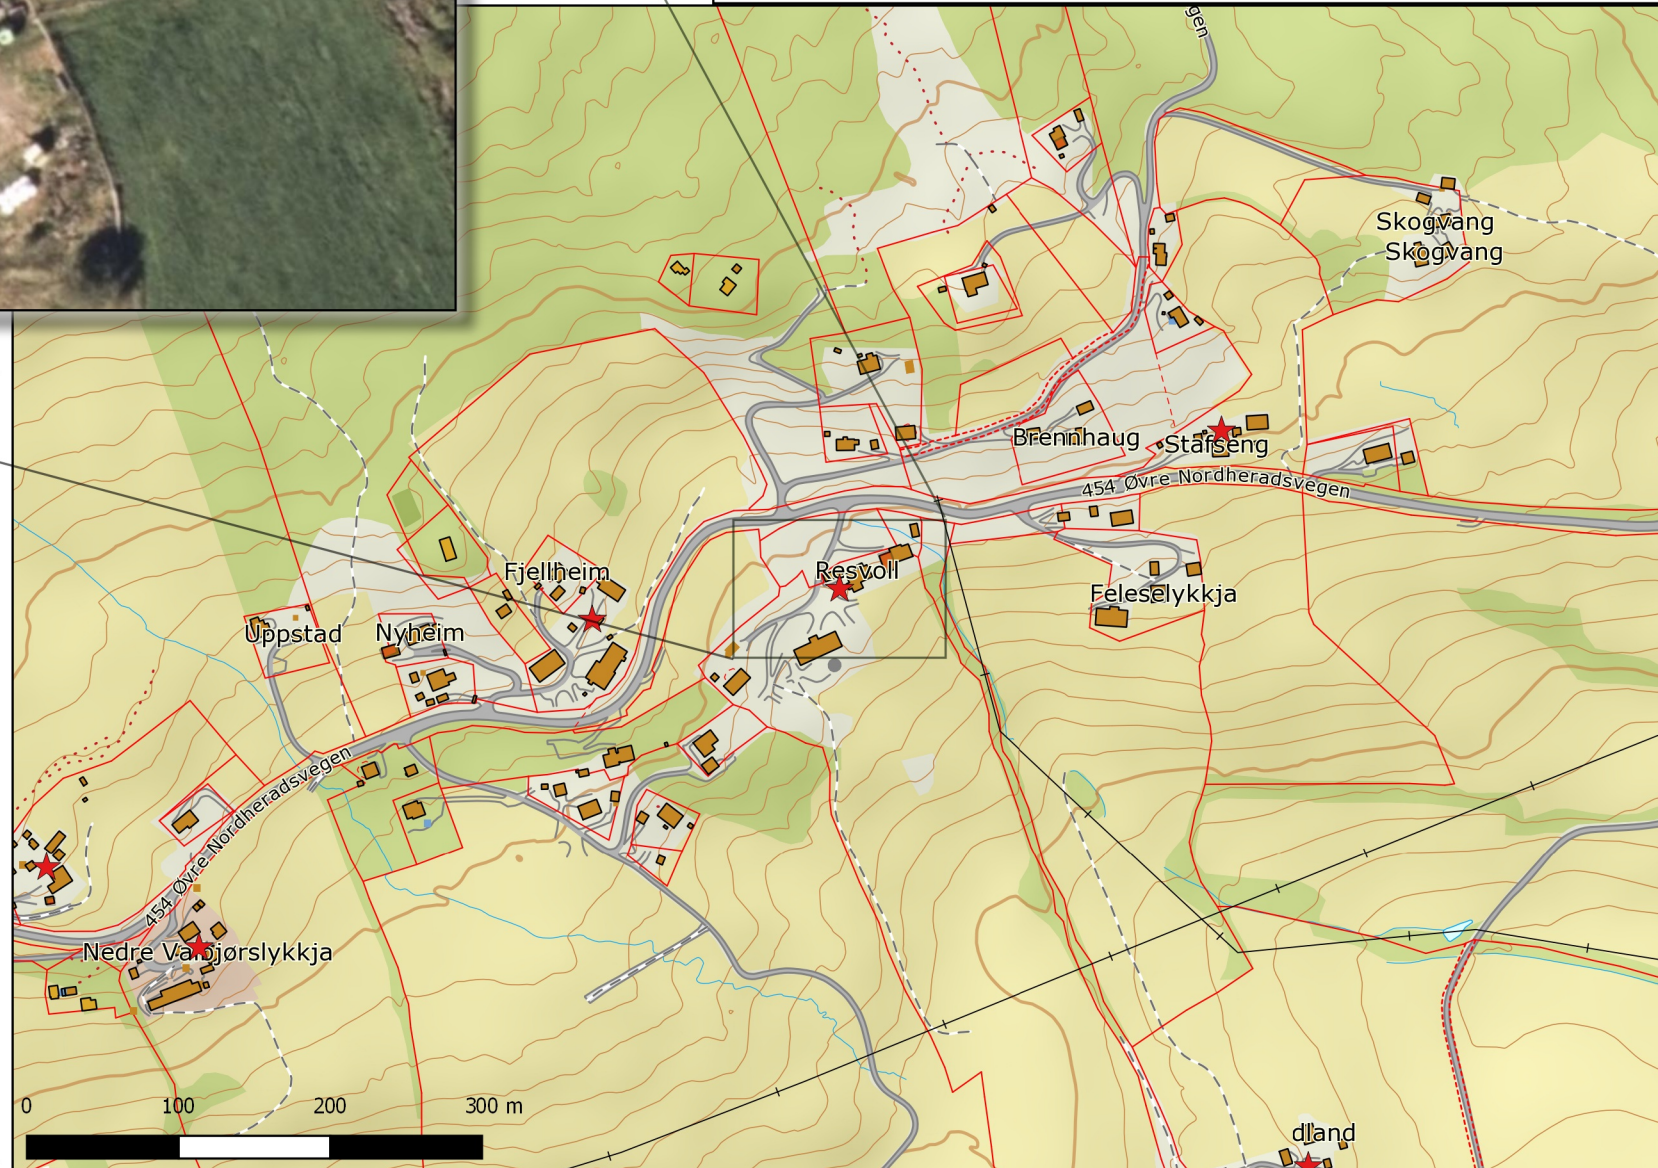 gen
Skogvang
Skogvang
Brennhaug
Stafseng
454 Øvre Nordheradsvegen
Fjellheim
Resvoll
Feleselykkja
Uppstad
Nyheim
454 Øvre Nordheradsvegen
Nedre Valbjørslykkja
0 100 200 300 m
dland